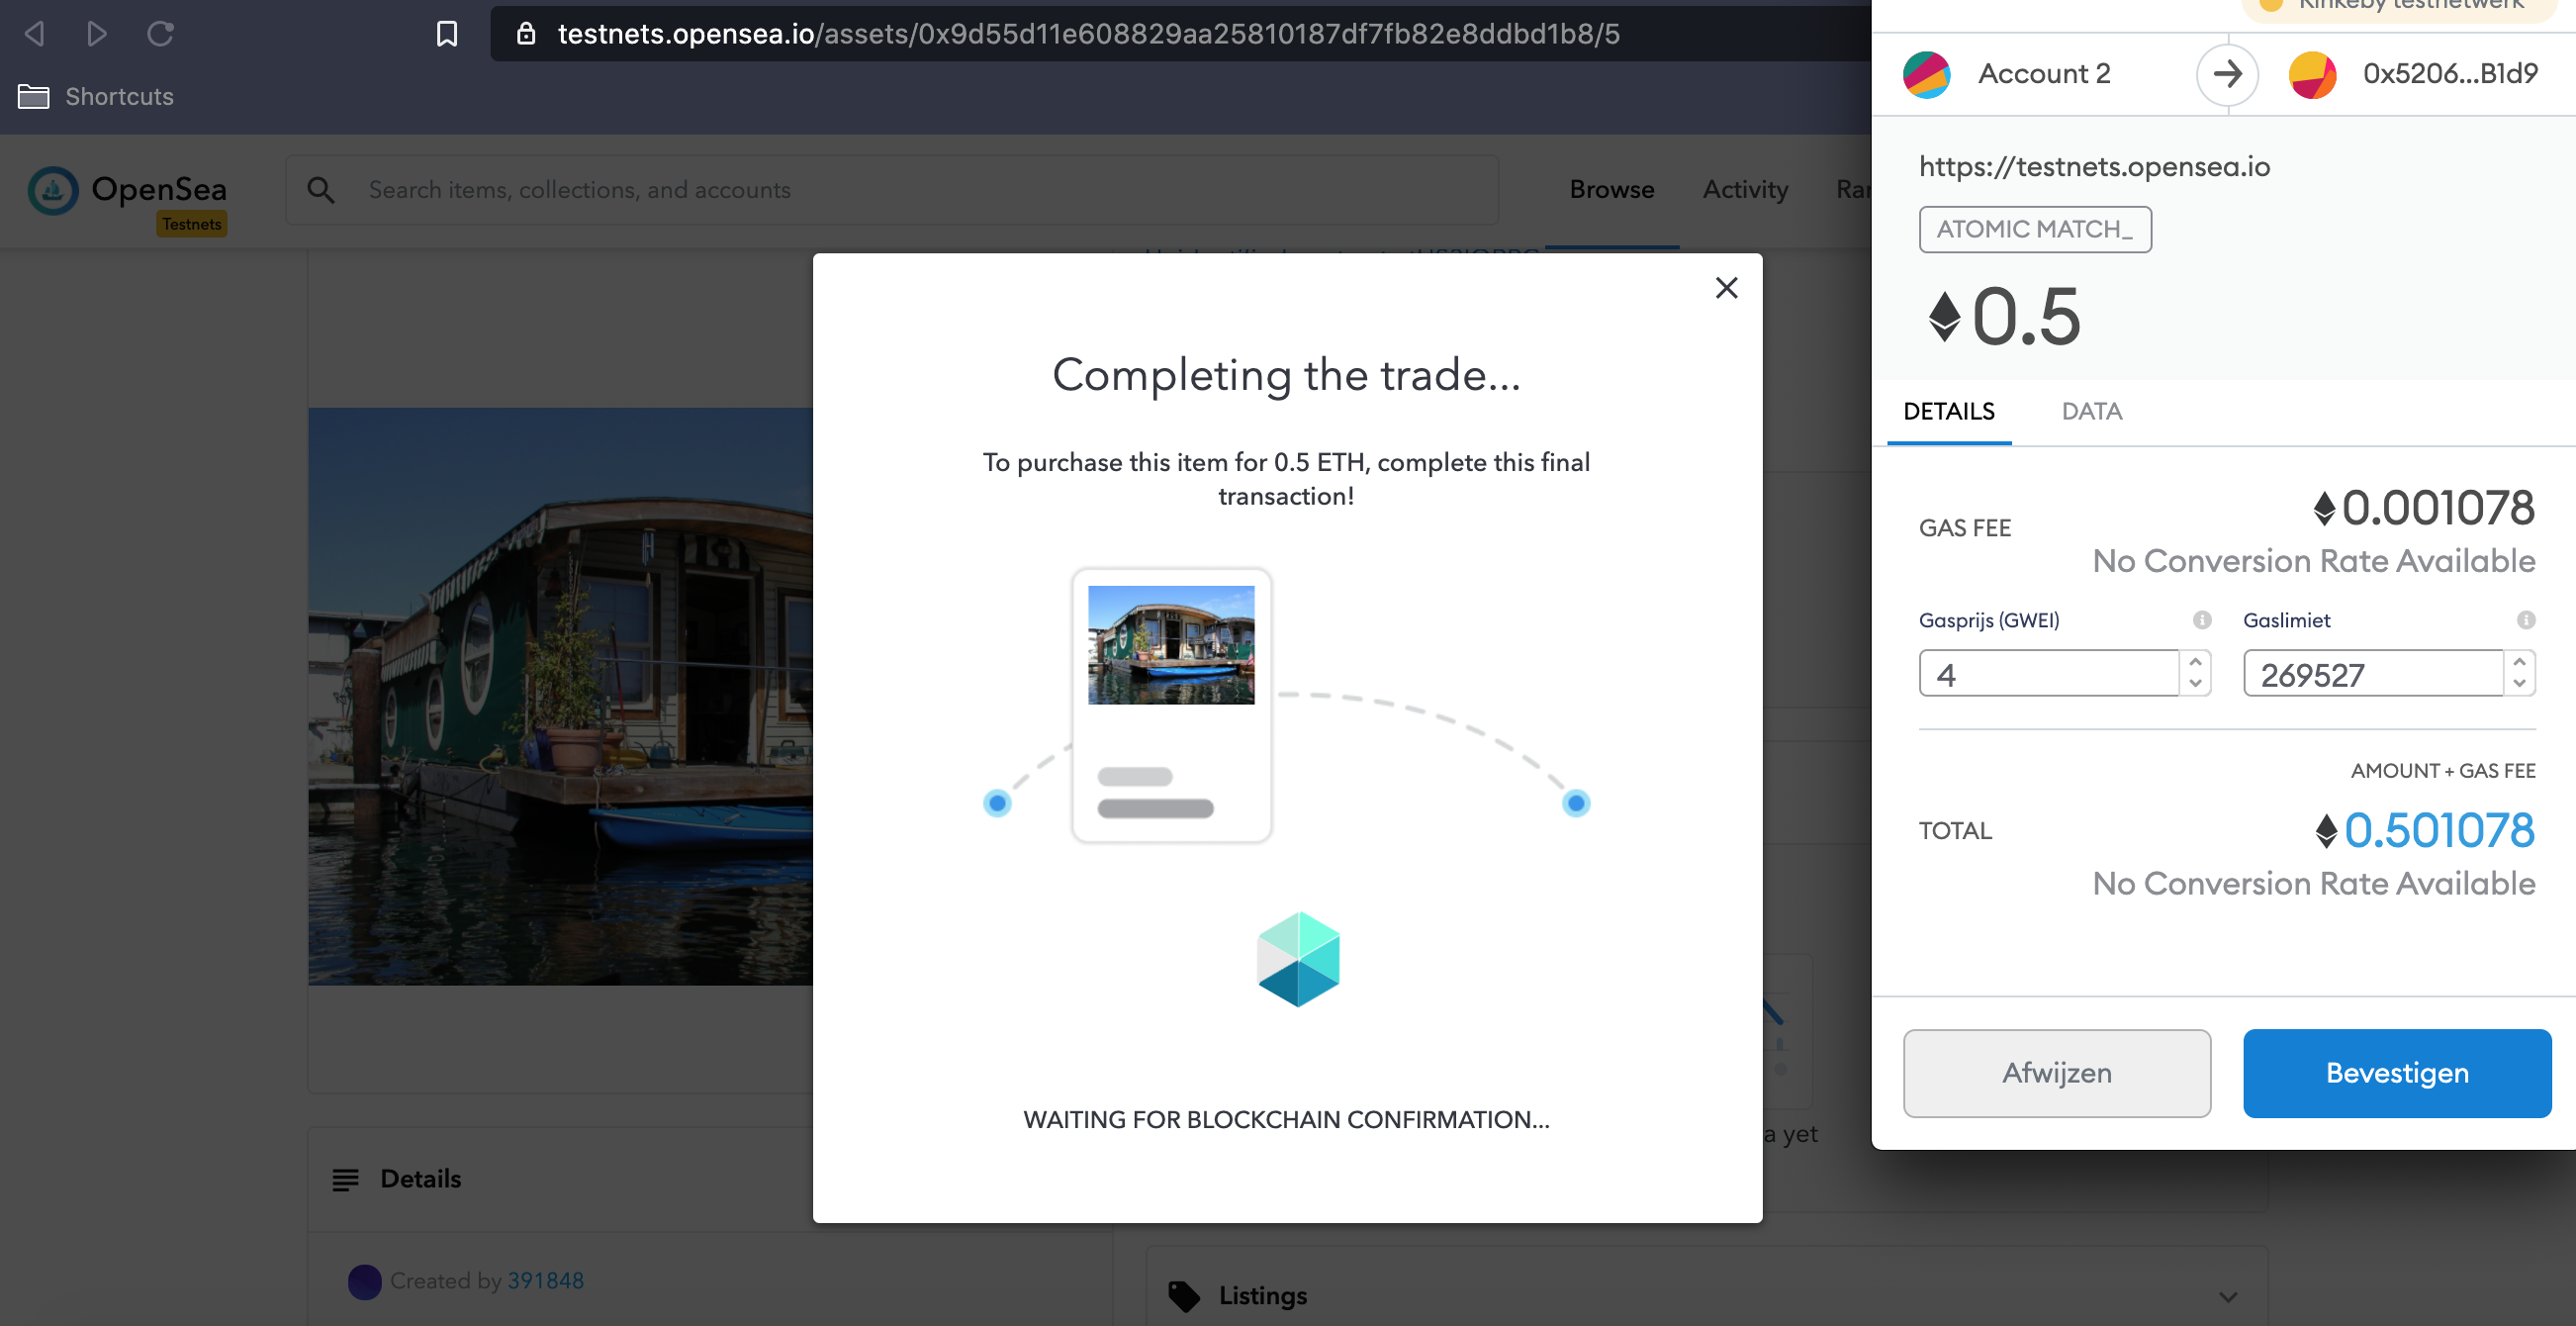 testnets.opensea.io/assets/0x9d55d11e608829aa25810187df7fb82e8ddbd1b8/5
Shortcuts
OpenSea
Testnets
Search items, collections, and accounts
Browse
Activity
Completing the trade...
To purchase this item for 0.5 ETH, complete this final
transaction!
WAITING FOR BLOCKCHAIN CONFIRMATION...
a yet
Details
Created by 391848
Listings
Rinkeby testnetwerk
Account 2
0x5206...B1d9
https://testnets.opensea.io
ATOMIC MATCH_
0.5
DETAILS
DATA
GAS FEE
0.001078
No Conversion Rate Available
Gasprijs (GWEI)
Gaslimiet
4
269527
AMOUNT + GAS FEE
TOTAL
0.501078
No Conversion Rate Available
Afwijzen
Bevestigen